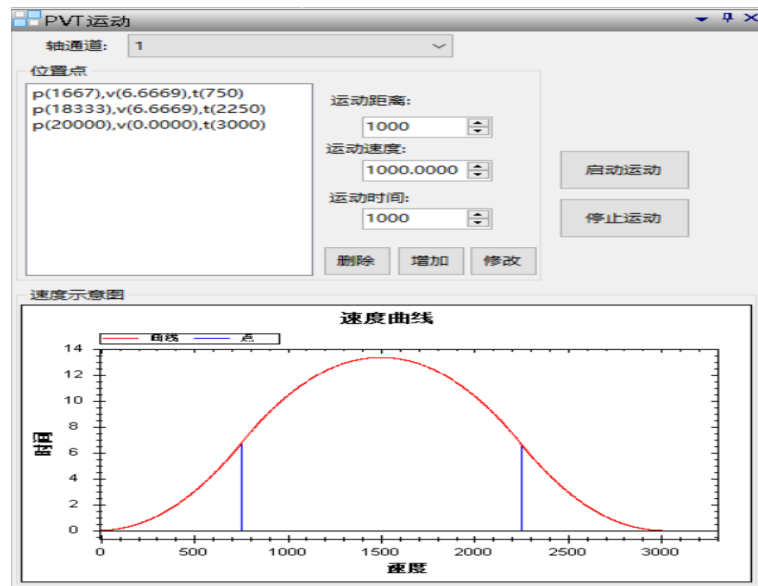 PVT运动
轴通道: 1
位置点
p(1667),v(6.6669),t(750)
p(18333),v(6.6669),t(2250)
p(20000),v(0.0000),t(3000)
运动距离:
1000
运动速度:
1000.0000
运动时间:
1000
删除 增加 修改
启动运动
停止运动
速度示意图
速度曲线
曲线 点
14
12
10
8
6
4
2
0
时间
0 500 1000 1500 2000 2500 3000
速度